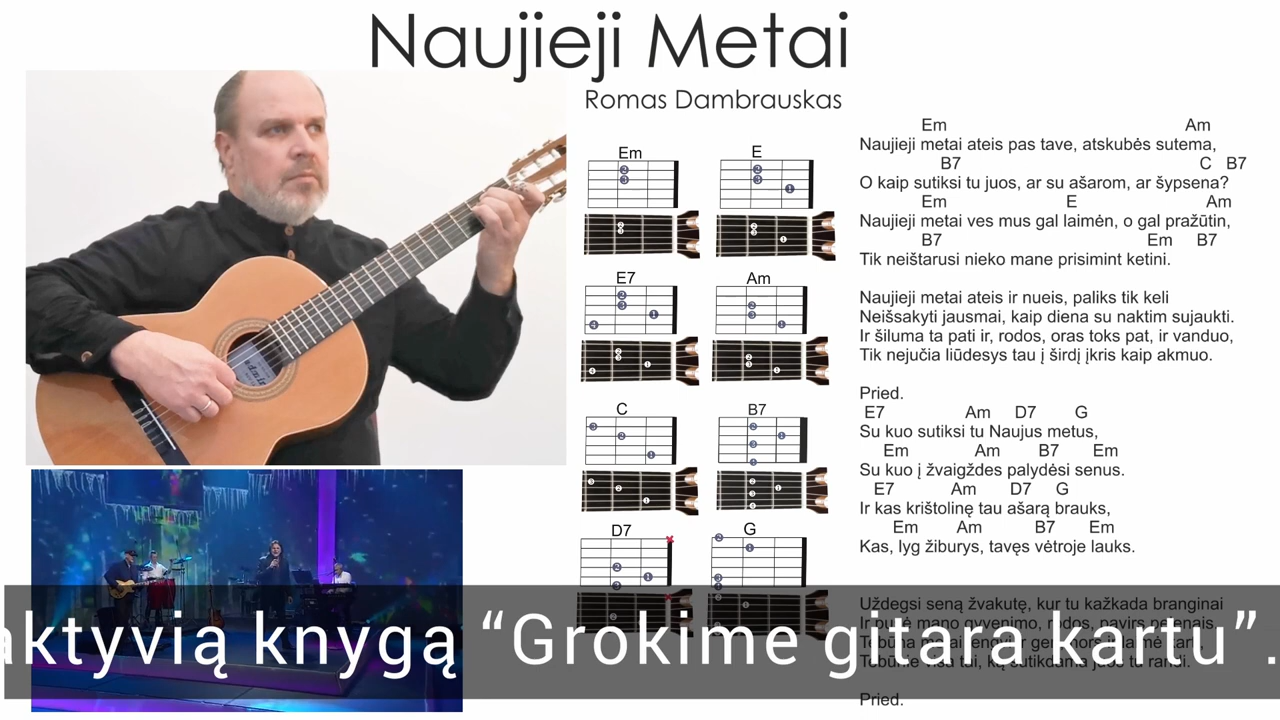 Naujieji Metai
Romas Dambrauskas
Em
E
E7
Am
C
B7
D7
G
Em Am
Naujieji metai ateis pas tave, atskubės sutema,
B7 C B7
O kaip sutiksi tu juos, ar su ašarom, ar šypsena?
Em E Am
Naujieji metai ves mus gal laimėn, o gal pražūtin,
B7 Em B7
Tik neištarusi nieko mane prisimint ketini.
Naujieji metai ateis ir nueis, paliks tik keli
Neišsakyti jausmai, kaip diena su naktim sujaukti.
Ir šiluma ta pati ir, rodos, oras toks pat, ir vanduo,
Tik nejučia liūdesys tau į širdį įkris kaip akmuo.
Pried.
E7 Am D7 G
Su kuo sutiksi tu Naujus metus,
Em Am B7 Em
Su kuo į žvaigždes palydėsi senus.
E7 Am D7 G
Ir kas krištolinę tau ašarą brauks,
Em Am B7 Em
Kas, lyg žiburys, tavęs vėtroje lauks.
Uždegsi seną žvakutę, kur tu kažkada branginai
aktyvią knygą “Grokime gitara kartu” .
Pried.